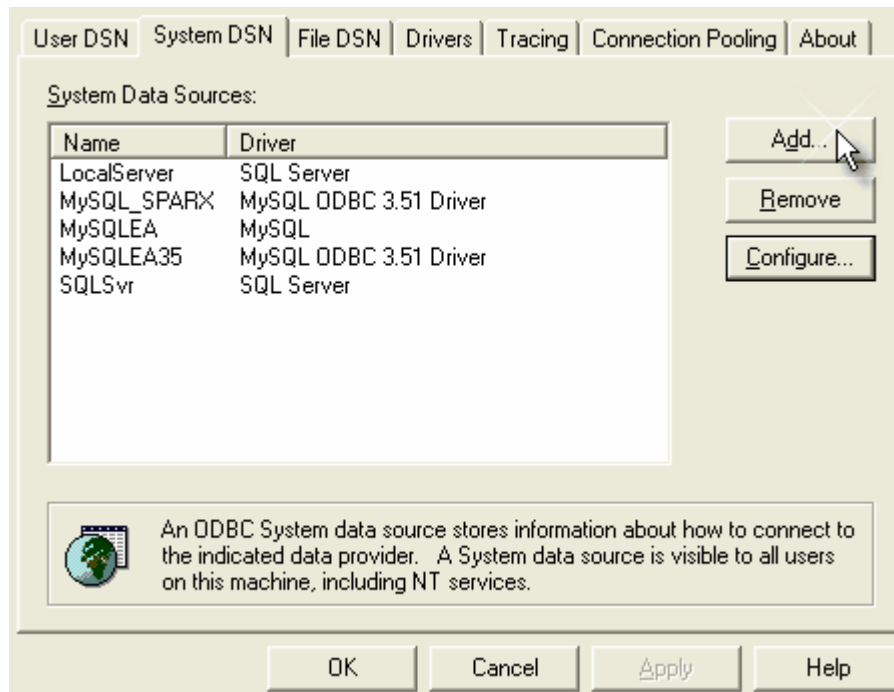 User DSN System DSN File DSN Drivers Tracing Connection Pooling About
System Data Sources:
Name Driver
LocalServer SQL Server
MySQL_SPARX MySQL ODBC 3.51 Driver
MySQLEA MySQL
MySQLEA35 MySQL ODBC 3.51 Driver
SQLSvr SQL Server
Add...
Remove
Configure...
An ODBC System data source stores information about how to connect to
the indicated data provider. A System data source is visible to all users
on this machine, including NT services.
OK Cancel Apply Help